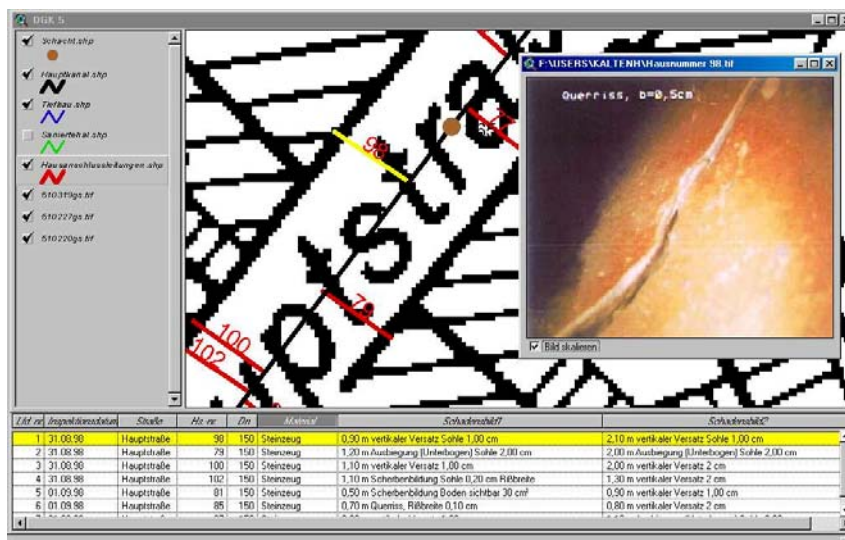 DGK 5
Schacht.shp
Hauptkanal.shp
Tiefbau.shp
Hausanschlussleitungen.shp
610319gs.tif
610227gs.tif
610220gs.tif
98
77
79
100
102
ptstra
F:\USERS\KALTENH\Hausnummer 98.tif
Querriss, b=0,5cm
Bild skalieren
Lfd nr Inspektionsdatum Straße Hs-nr Dn Material Schadensbild1 Schadensbild2
1 31.08.98 Hauptstraße 98 150 Steinzeug 0,90 m vertikaler Versatz Sohle 1,00 cm 2,10 m vertikaler Versatz Sohle 1,00 cm
2 31.08.98 Hauptstraße 79 150 Steinzeug 1,20 m Ausbiegung (Unterbogen) Sohle 2,00 cm 2,00 m Ausbiegung (Unterbogen) Sohle 2,00 cm
3 31.08.98 Hauptstraße 100 150 Steinzeug 1,10 m vertikaler Versatz 1,00 cm 2,00 m vertikaler Versatz 2 cm
4 31.08.98 Hauptstraße 102 150 Steinzeug 1,10 m Scherbenbildung Sohle 0,20 cm Rißbreite 1,30 m vertikaler Versatz 2 cm
5 01.09.98 Hauptstraße 81 150 Steinzeug 0,50 m Scherbenbildung Boden sichtbar 30 cm² 0,90 m vertikaler Versatz 1,00 cm
6 01.09.98 Hauptstraße 85 150 Steinzeug 0,70 m Querriss, Rißbreite 0,10 cm 0,80 m vertikaler Versatz 2 cm